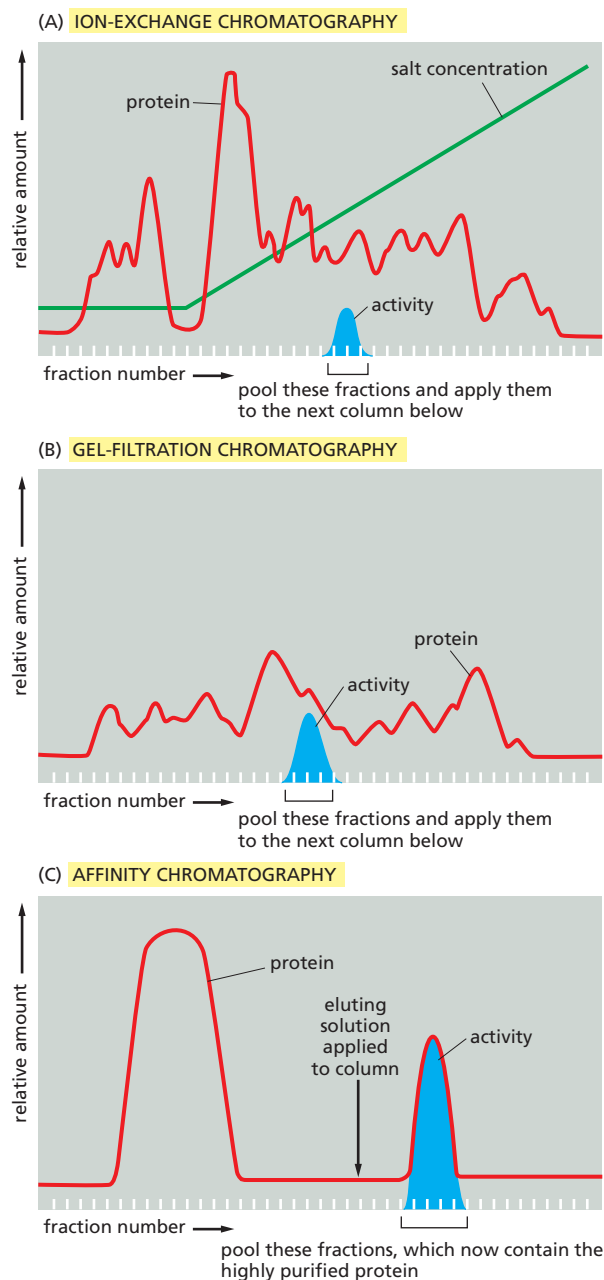 (A) ION-EXCHANGE CHROMATOGRAPHY
relative amount
protein
salt concentration
activity
fraction number
pool these fractions and apply them
to the next column below
(B) GEL-FILTRATION CHROMATOGRAPHY
relative amount
protein
activity
fraction number
pool these fractions and apply them
to the next column below
(C) AFFINITY CHROMATOGRAPHY
relative amount
protein
eluting
solution
applied
to column
activity
fraction number
pool these fractions, which now contain the
highly purified protein